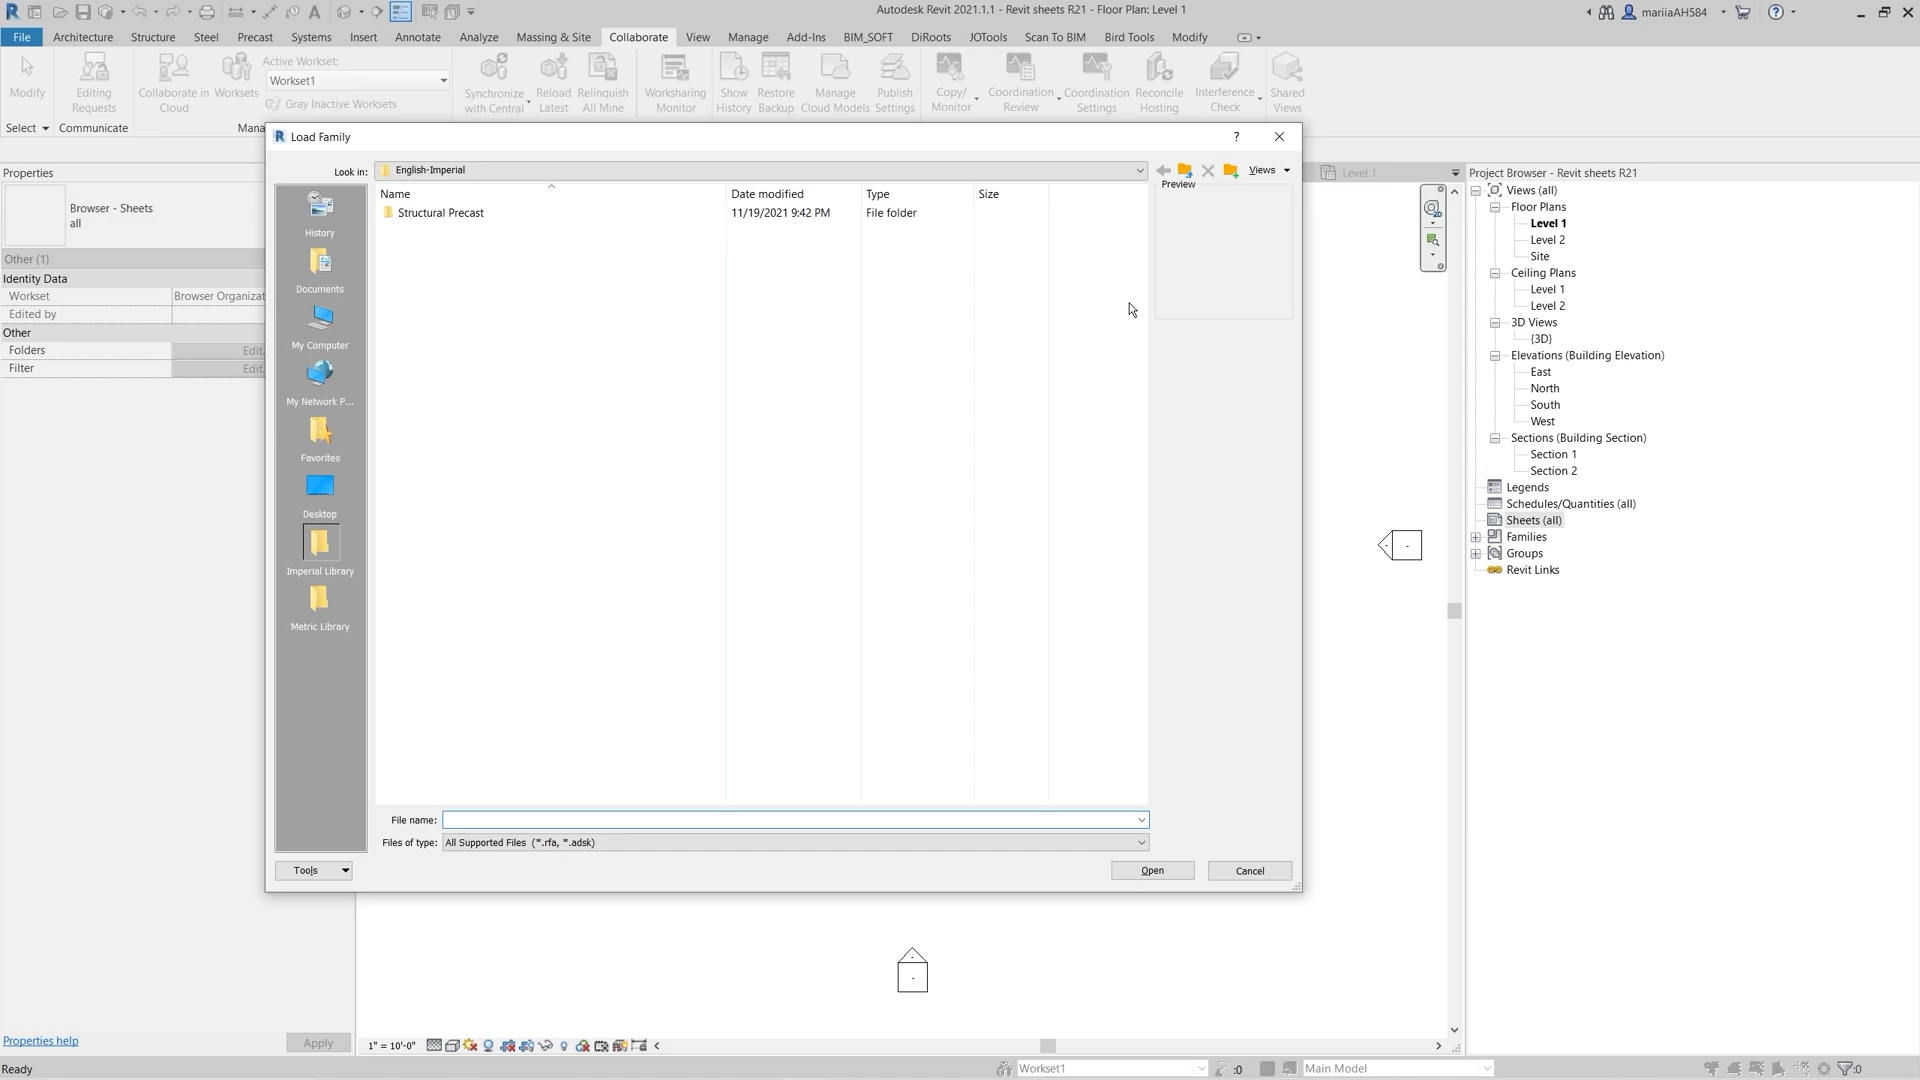 Autodesk Revit 2021.1.1 - Revit sheets R21 - Floor Plan: Level 1
mariiaAH584
File Architecture Structure Steel Precast Systems Insert Annotate Analyze Massing & Site Collaborate View Manage Add-Ins BIM_SOFT DiRoots JOTools Scan To BIM Bird Tools Modify
Modify
Editing Requests
Collaborate in Cloud
Worksets
Active Workset:
Workset1
Gray Inactive Worksets
Synchronize with Central
Reload Latest
Relinquish All Mine
Worksharing Monitor
Show History
Restore Backup
Manage Cloud Models
Publish Settings
Copy/ Monitor
Coordination Review
Coordination Settings
Reconcile Hosting
Interference Check
Shared Views
Select
Communicate
Mana
Properties
Browser - Sheets
all
Other (1)
Identity Data
Workset Browser Organizat
Edited by
Other
Folders Edit.
Filter Edit.
Properties help
Apply
Load Family
?
Look in: English-Imperial
Views
Name Date modified Type Size
Structural Precast 11/19/2021 9:42 PM File folder
Preview
History
Documents
My Computer
My Network P...
Favorites
Desktop
Imperial Library
Metric Library
File name:
Files of type: All Supported Files (*.rfa, *.adsk)
Tools
Open
Cancel
Level 1
2D
Project Browser - Revit sheets R21
Views (all)
Floor Plans
Level 1
Level 2
Site
Ceiling Plans
Level 1
Level 2
3D Views
{3D}
Elevations (Building Elevation)
East
North
South
West
Sections (Building Section)
Section 1
Section 2
Legends
Schedules/Quantities (all)
Sheets (all)
Families
Groups
Revit Links
1" = 10'-0"
Ready
Workset1
:0
Main Model
:0